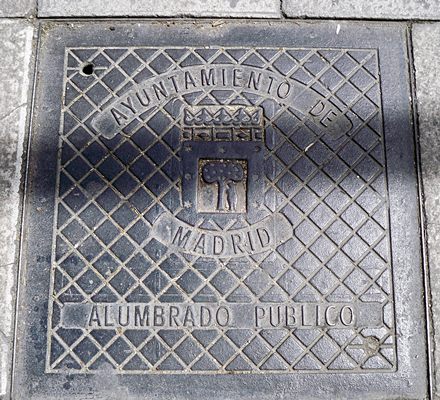 AYUNTAMIENTO DE
MADRID
ALUMBRADO PUBLICO